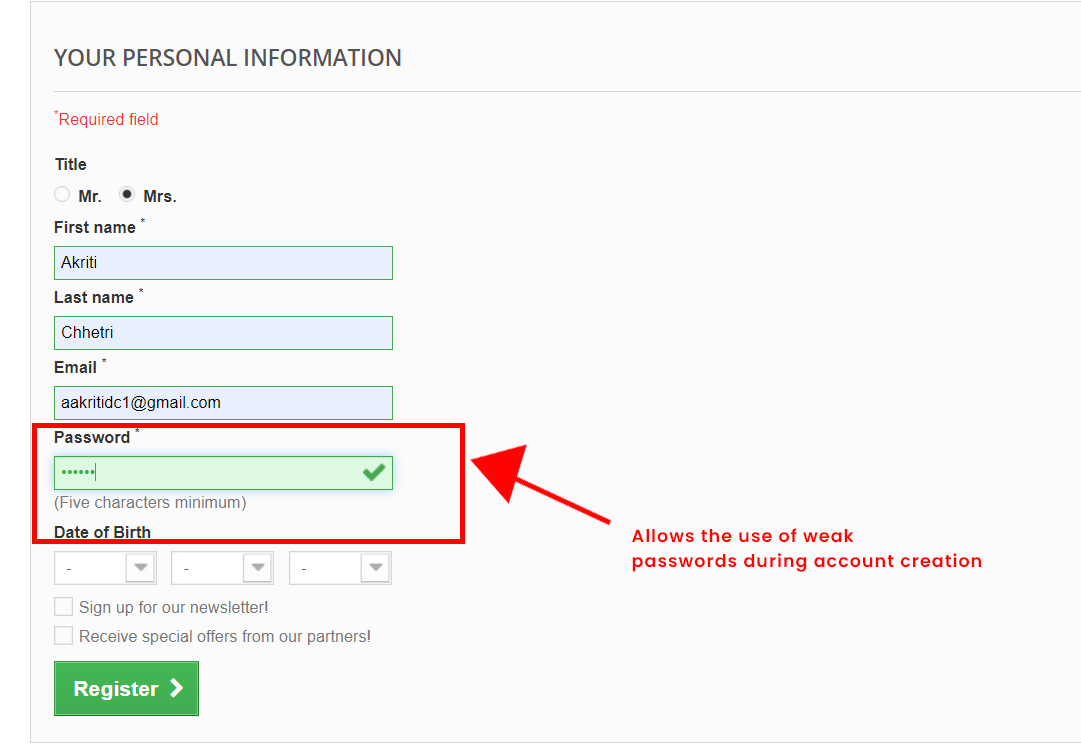 YOUR PERSONAL INFORMATION
*Required field
Title
Mr. Mrs.
First name *
Akriti
Last name *
Chhetri
Email *
aakritidc1@gmail.com
Password *
••••••
(Five characters minimum)
Allows the use of weak
passwords during account creation
Date of Birth
- - -
Sign up for our newsletter!
Receive special offers from our partners!
Register